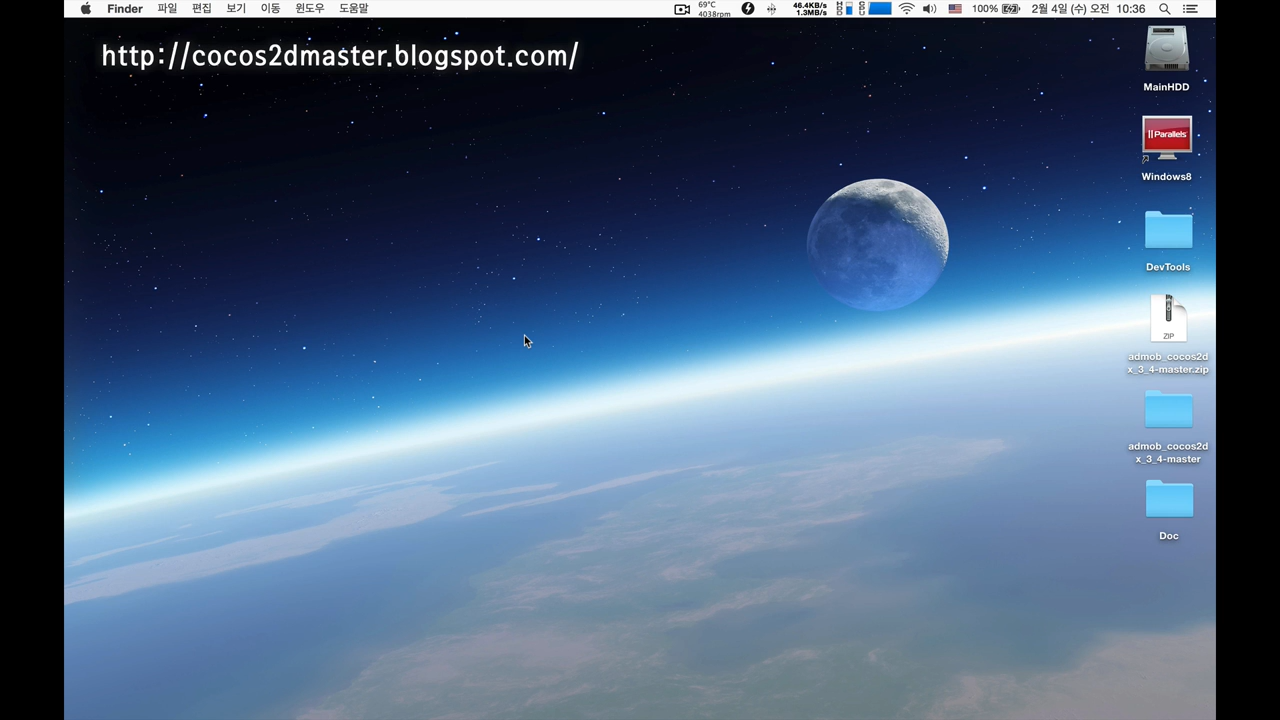 Finder 파일 편집 보기 이동 윈도우 도움말 69°C 4038rpm 46.4KB/s 1.3MB/s 100% 2월 4일 (수) 오전 10:36
http://cocos2dmaster.blogspot.com/
MainHDD
Parallels
Windows8
DevTools
ZIP
admob_cocos2d
x_3_4-master.zip
admob_cocos2d
x_3_4-master
Doc